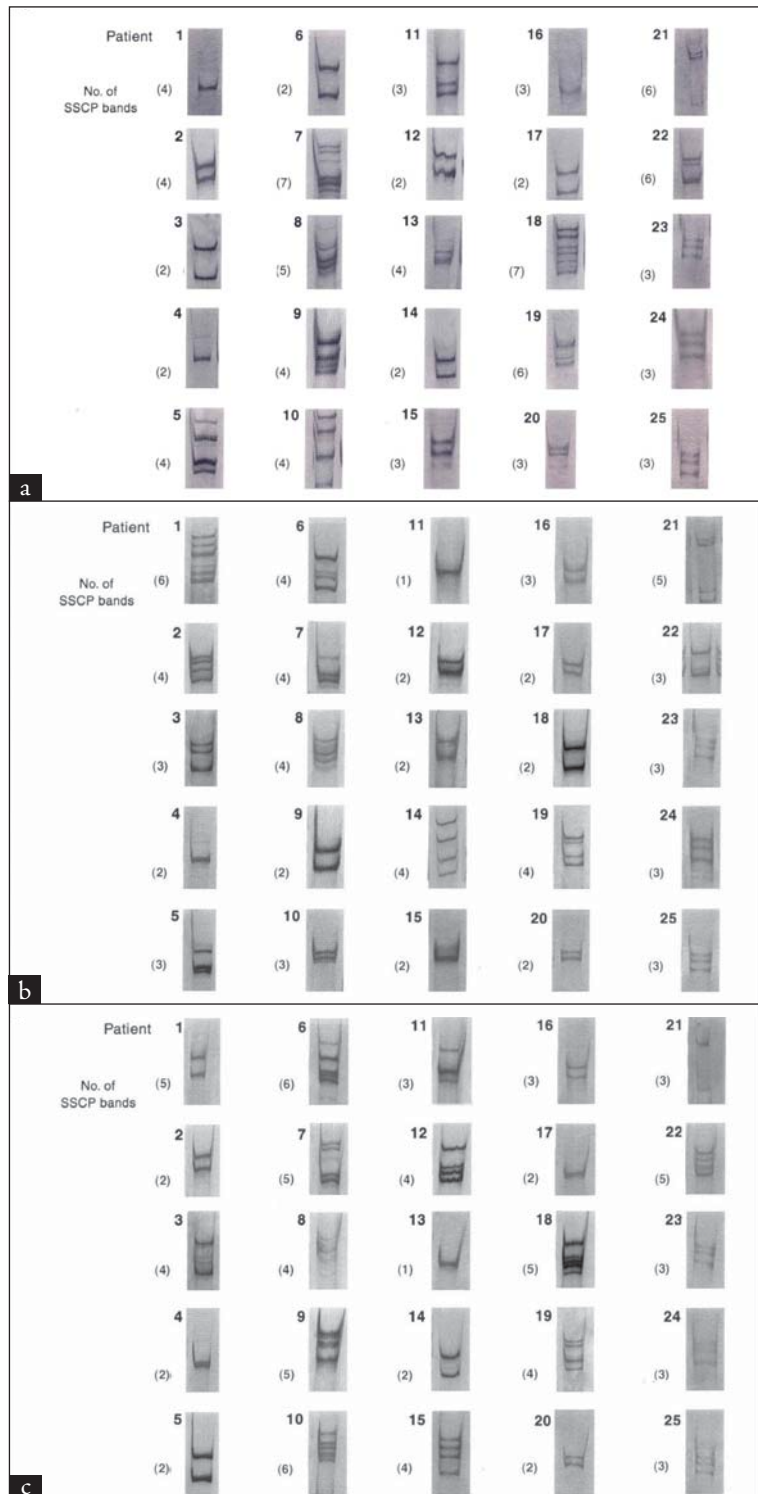 Patient 1 6 11 16 21
No. of SSCP bands (4) (2) (3) (3) (6)
2 7 12 17 22
(4) (7) (2) (2) (6)
3 8 13 18 23
(2) (5) (4) (7) (3)
4 9 14 19 24
(2) (4) (2) (6) (3)
5 10 15 20 25
(4) (4) (3) (3) (3)
a
Patient 1 6 11 16 21
No. of SSCP bands (6) (4) (1) (3) (5)
2 7 12 17 22
(4) (4) (2) (2) (3)
3 8 13 18 23
(3) (4) (2) (2) (3)
4 9 14 19 24
(2) (2) (4) (4) (3)
5 10 15 20 25
(3) (3) (2) (2) (3)
b
Patient 1 6 11 16 21
No. of SSCP bands (5) (6) (3) (3) (3)
2 7 12 17 22
(2) (5) (4) (2) (5)
3 8 13 18 23
(4) (4) (1) (5) (3)
4 9 14 19 24
(2) (5) (2) (4) (3)
5 10 15 20 25
(2) (6) (4) (2) (3)
c